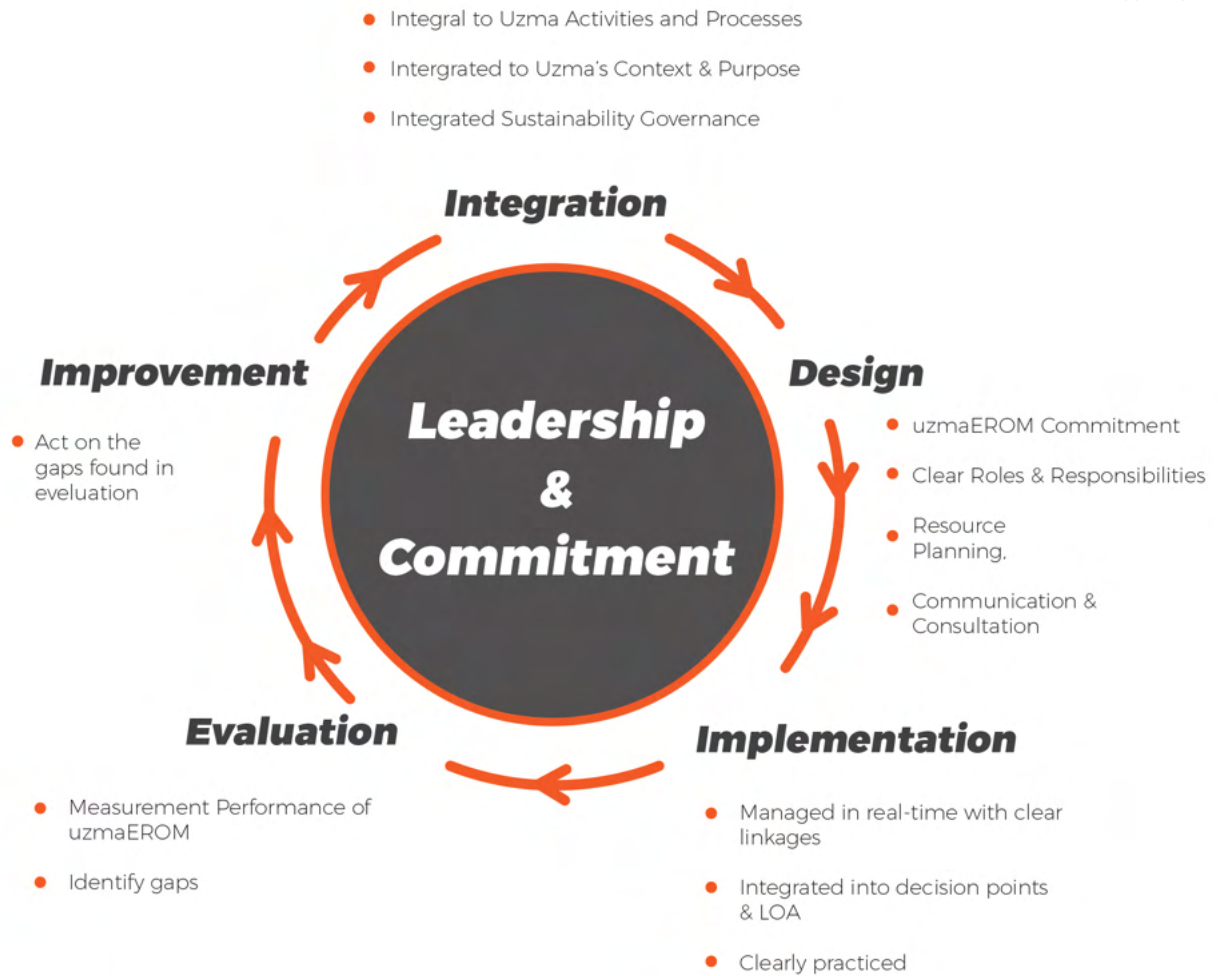 Integral to Uzma Activities and Processes
Intergrated to Uzma's Context & Purpose
Integrated Sustainability Governance
Integration
Improvement
Act on the
gaps found in
eveluation
Design
uzmaEROM Commitment
Clear Roles & Responsibilities
Resource
Planning,
Communication &
Consultation
Leadership
&
Commitment
Evaluation
Measurement Performance of
uzmaEROM
Identify gaps
Implementation
Managed in real-time with clear
linkages
Integrated into decision points
& LOA
Clearly practiced